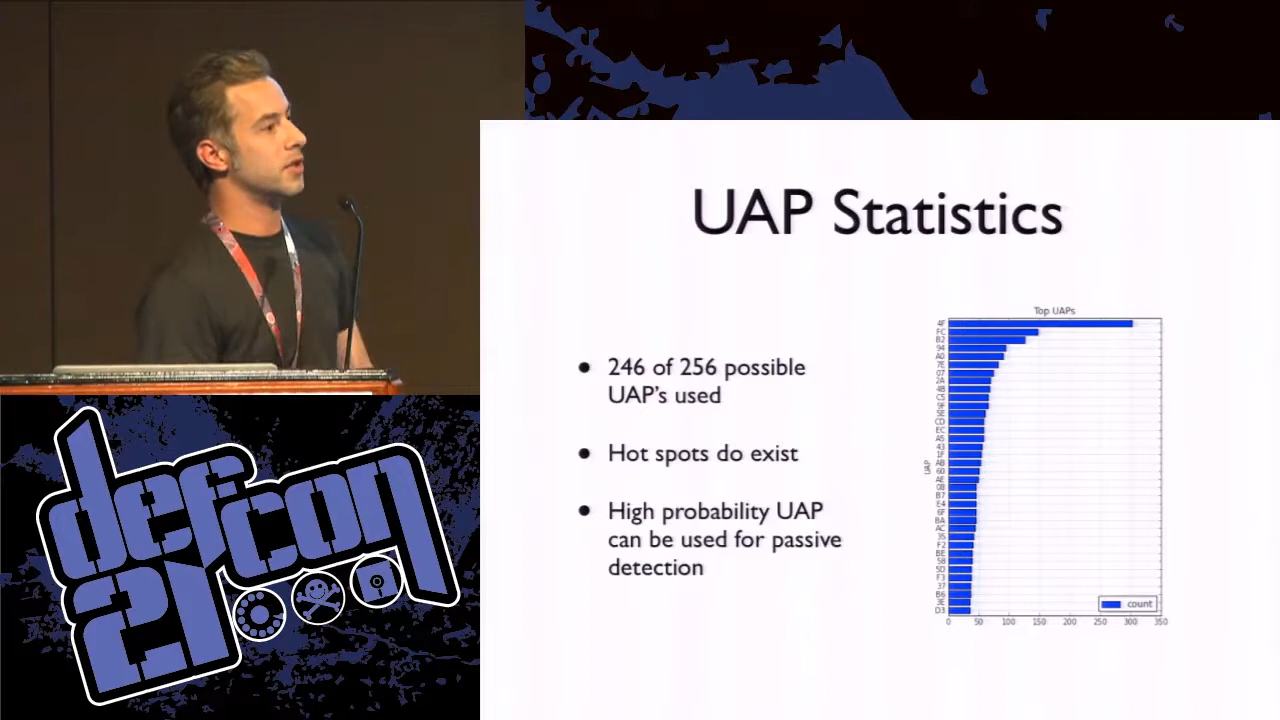 UAP Statistics
• 246 of 256 possible
UAP's used
• Hot spots do exist
• High probability UAP
can be used for passive
detection
Top UAPs
4F
FC
B2
94
A0
7E
07
2A
4B
C5
9F
5E
CD
EC
A5
43
1F
AB
60
AE
0B
B7
E4
6F
BA
AC
35
F2
BE
5B
5D
F3
37
B6
3E
D3
UAP
count
0 50 100 150 200 250 300 350
defcon
21